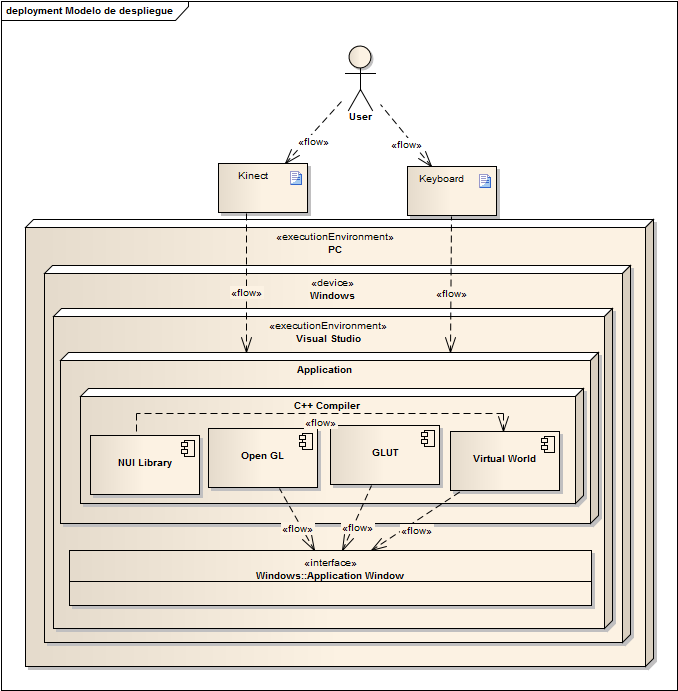 deployment Modelo de despliegue
User
«flow»
«flow»
Kinect
Keyboard
«executionEnvironment»
PC
«device»
Windows
«flow»
«flow»
«executionEnvironment»
Visual Studio
Application
C++ Compiler
«flow»
NUI Library
Open GL
GLUT
Virtual World
«flow»
«flow»
«flow»
«interface»
Windows::Application Window